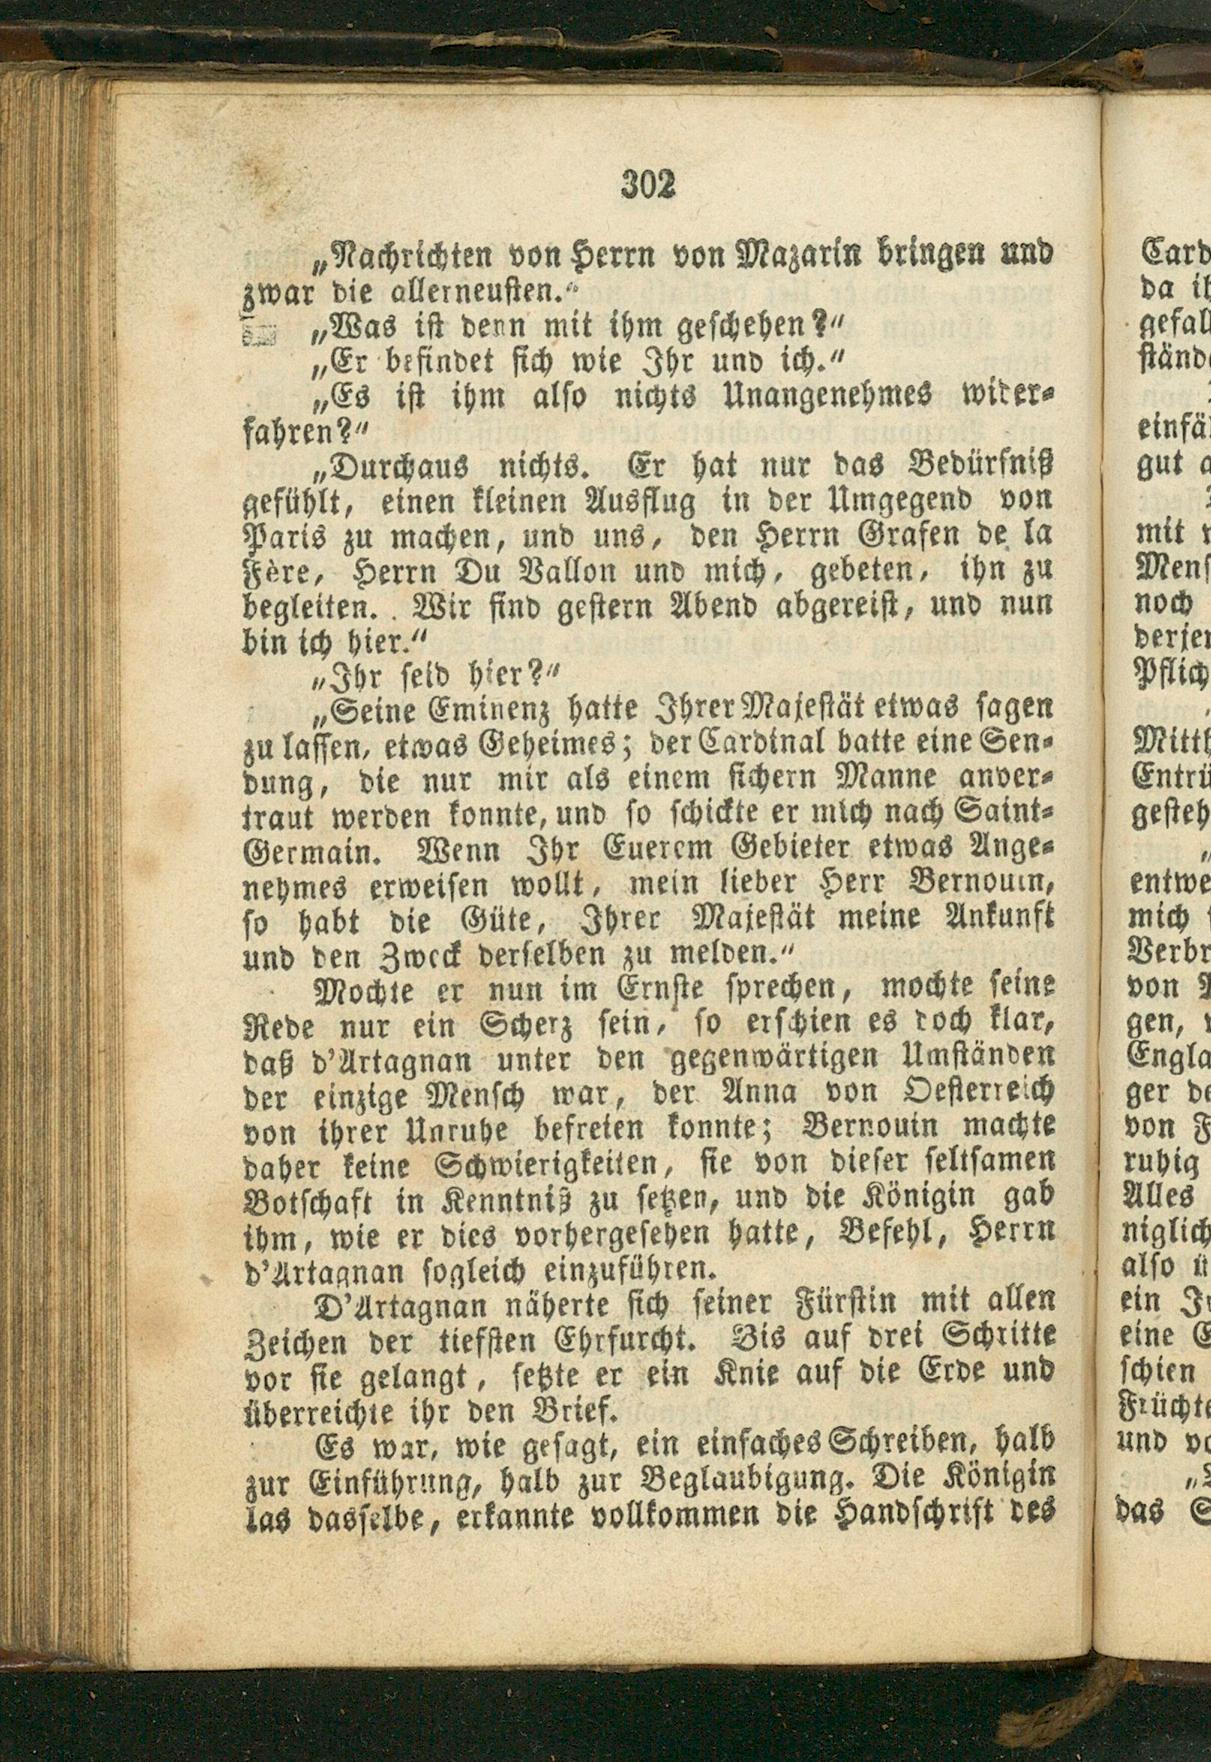 302
„Nachrichten von Herrn von Mazarin bringen und
zwar die allerneusten.“
„Was ist denn mit ihm geschehen?“
„Er befindet sich wie Ihr und ich.“
„Es ist ihm also nichts Unangenehmes wider-
fahren?“
„Durchaus nichts. Er hat nur das Bedürfniß
gefühlt, einen kleinen Ausflug in der Umgegend von
Paris zu machen, und uns, den Herrn Grafen de la
Fère, Herrn Du Vallon und mich, gebeten, ihn zu
begleiten. Wir sind gestern Abend abgereist, und nun
bin ich hier.“
„Ihr seid hier?“
„Seine Eminenz hatte Ihrer Majestät etwas sagen
zu lassen, etwas Geheimes; der Cardinal hatte eine Sen-
dung, die nur mir als einem sichern Manne anver-
traut werden konnte, und so schickte er mich nach Saint-
Germain. Wenn Ihr Euerem Gebieter etwas Ange-
nehmes erweisen wollt, mein lieber Herr Bernouin,
so habt die Güte, Ihrer Majestät meine Ankunft
und den Zweck derselben zu melden.“
Mochte er nun im Ernste sprechen, mochte seine
Rede nur ein Scherz sein, so erschien es doch klar,
daß d'Artagnan unter den gegenwärtigen Umständen
der einzige Mensch war, der Anna von Oesterreich
von ihrer Unruhe befreien konnte; Bernouin machte
daher keine Schwierigkeiten, sie von dieser seltsamen
Botschaft in Kenntniß zu setzen, und die Königin gab
ihm, wie er dies vorhergesehen hatte, Befehl, Herrn
d'Artagnan sogleich einzuführen.
D'Artagnan näherte sich seiner Fürstin mit allen
Zeichen der tiefsten Ehrfurcht. Bis auf drei Schritte
vor sie gelangt, setzte er ein Knie auf die Erde und
überreichte ihr den Brief.
Es war, wie gesagt, ein einfaches Schreiben, halb
zur Einführung, halb zur Beglaubigung. Die Königin
las dasselbe, erkannte vollkommen die Handschrift des